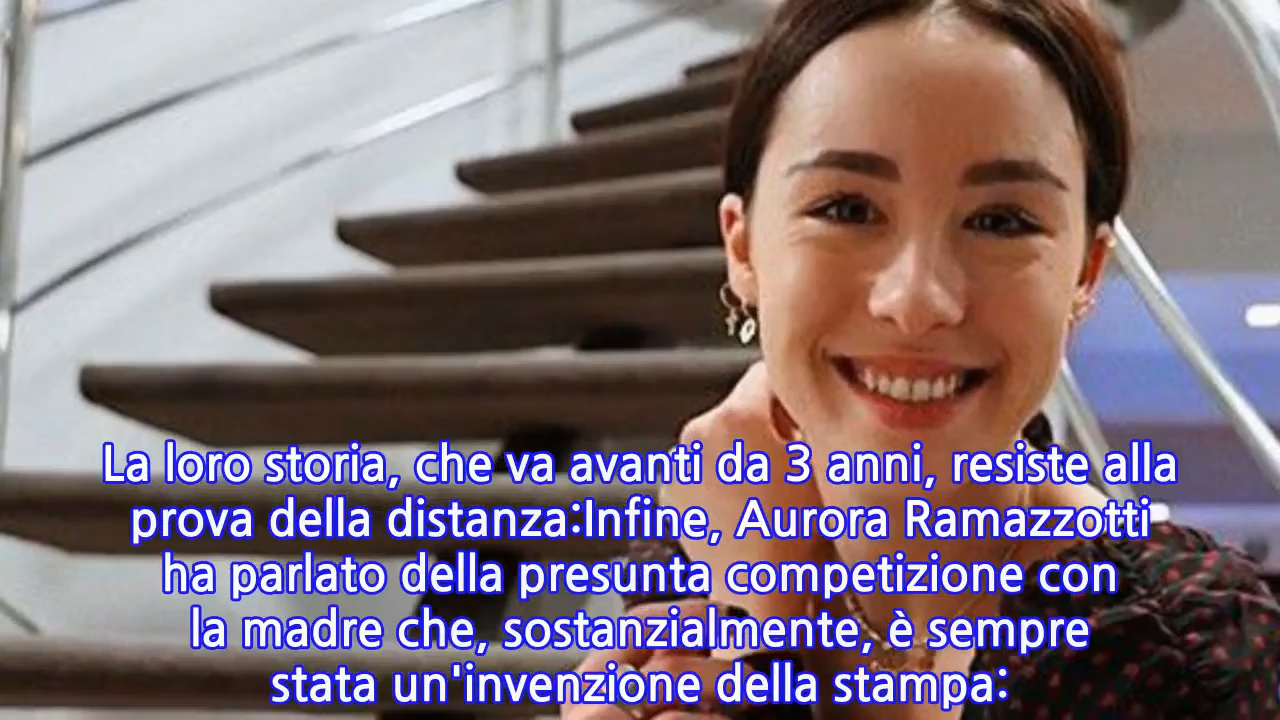 La loro storia, che va avanti da 3 anni, resiste alla
prova della distanza:Infine, Aurora Ramazzotti
ha parlato della presunta competizione con
la madre che, sostanzialmente, è sempre
stata un'invenzione della stampa: